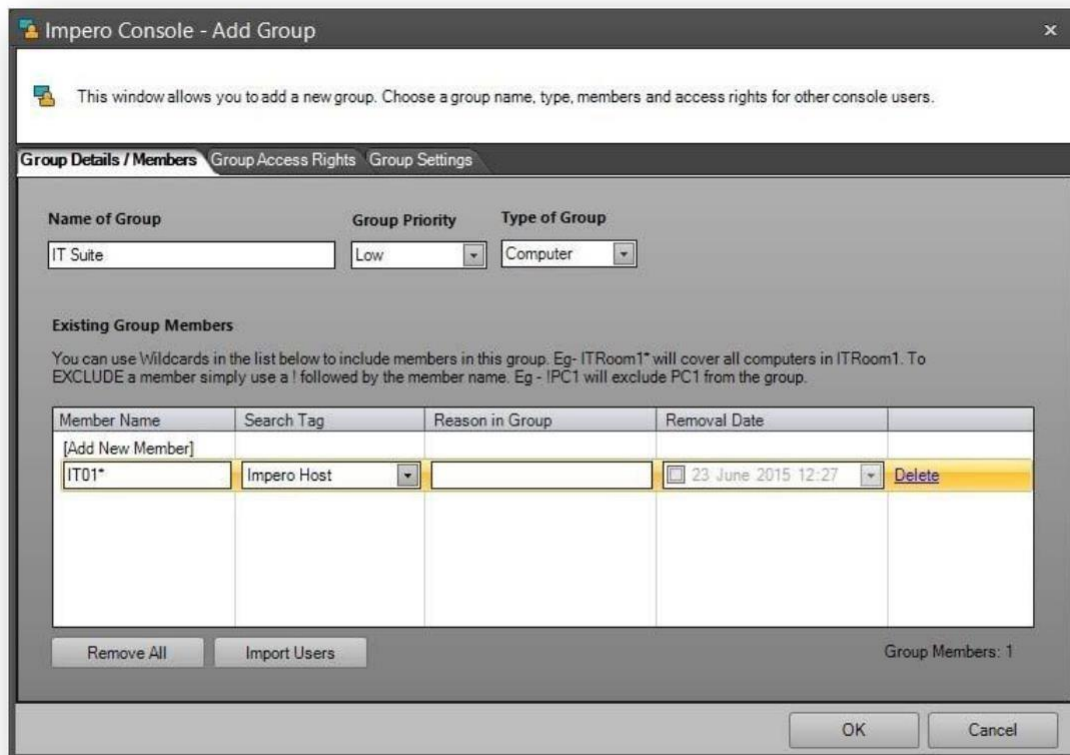 Impero Console - Add Group
This window allows you to add a new group. Choose a group name, type, members and access rights for other console users.
Group Details / Members Group Access Rights Group Settings
Name of Group Group Priority Type of Group
IT Suite Low Computer
Existing Group Members
You can use Wildcards in the list below to include members in this group. Eg- ITRoom1* will cover all computers in ITRoom1. To
EXCLUDE a member simply use a ! followed by the member name. Eg - !PC1 will exclude PC1 from the group.
Member Name Search Tag Reason in Group Removal Date
[Add New Member]
IT01* Impero Host 23 June 2015 12:27 Delete
Remove All Import Users Group Members: 1
OK Cancel